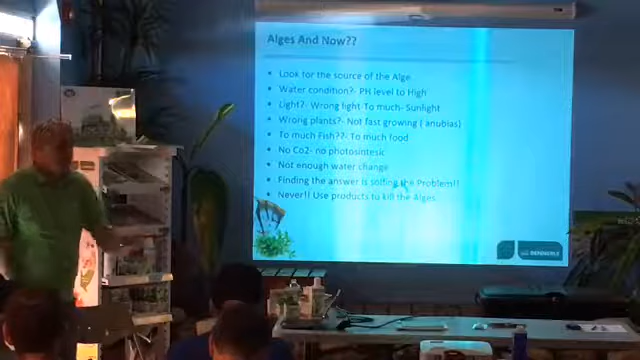 Alges And Now??
• Look for the source of the Alge
• Water condition?- PH level to High
• Light?- Wrong light-To much- Sunlight
• Wrong plants?- Not fast growing ( anubias)
• To much Fish??- To much food
• No Co2- no photosintesic
• Not enough water change
• Finding the answer is solfing the Problem!!
• Never!! Use products to kill the Alges